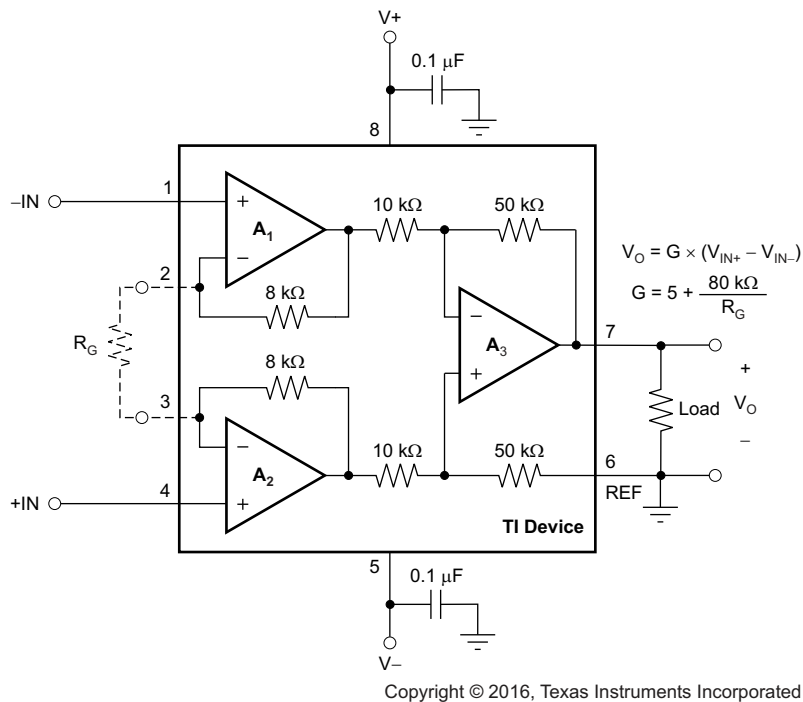 V+
0.1 μF
8
–IN
1
A1
+
–
10 kΩ
50 kΩ
VO = G × (VIN+ – VIN–)
G = 5 + 80 kΩ / RG
2
8 kΩ
RG
A3
–
+
7
+
Load
VO
–
3
8 kΩ
A2
–
+
10 kΩ
50 kΩ
6
REF
+IN
4
TI Device
5
0.1 μF
V–
Copyright © 2016, Texas Instruments Incorporated